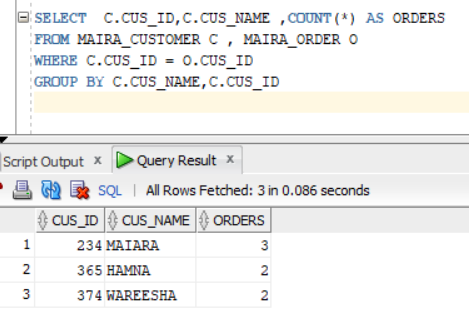 SELECT C.CUS_ID,C.CUS_NAME ,COUNT(*) AS ORDERS
FROM MAIRA_CUSTOMER C , MAIRA_ORDER O
WHERE C.CUS_ID = O.CUS_ID
GROUP BY C.CUS_NAME,C.CUS_ID
Script Output x Query Result x
SQL | All Rows Fetched: 3 in 0.086 seconds
CUS_ID CUS_NAME ORDERS
1 234 MAIARA 3
2 365 HAMNA 2
3 374 WAREESHA 2